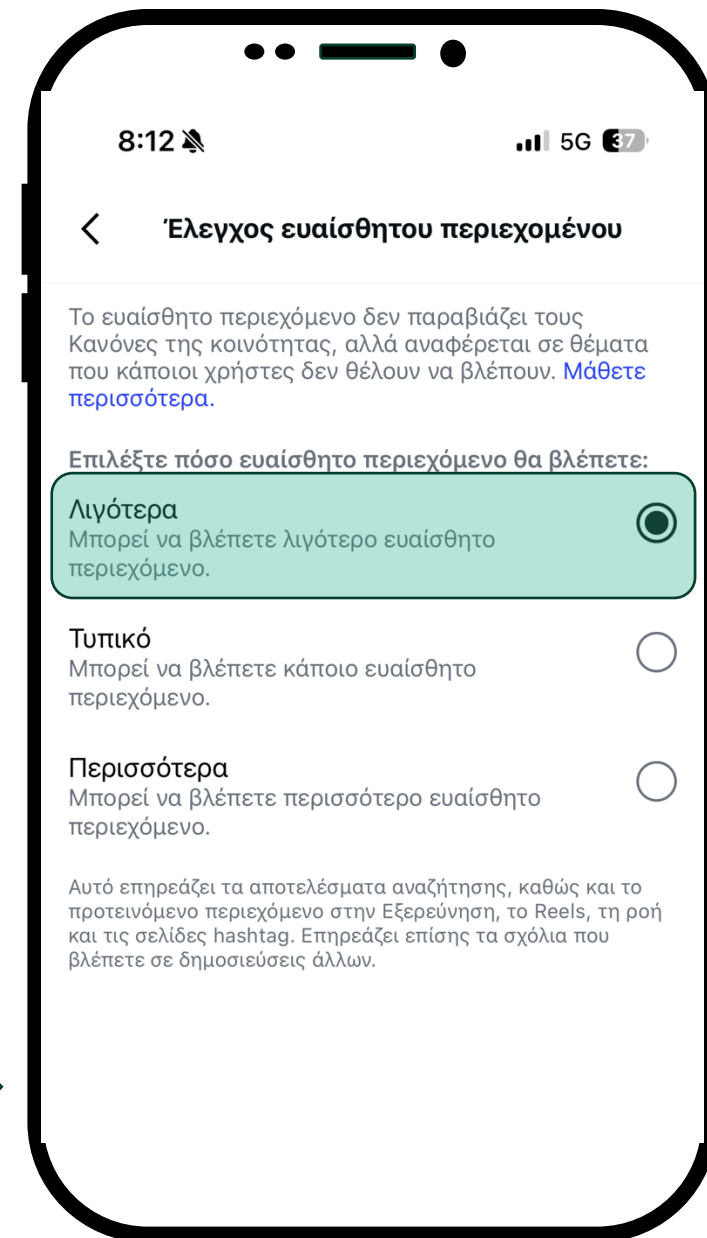 8:12
5G 37
Έλεγχος ευαίσθητου περιεχομένου
Το ευαίσθητο περιεχόμενο δεν παραβιάζει τους
Κανόνες της κοινότητας, αλλά αναφέρεται σε θέματα
που κάποιοι χρήστες δεν θέλουν να βλέπουν. Μάθετε
περισσότερα.
Επιλέξτε πόσο ευαίσθητο περιεχόμενο θα βλέπετε:
Λιγότερα
Μπορεί να βλέπετε λιγότερο ευαίσθητο
περιεχόμενο.
Τυπικό
Μπορεί να βλέπετε κάποιο ευαίσθητο
περιεχόμενο.
Περισσότερα
Μπορεί να βλέπετε περισσότερο ευαίσθητο
περιεχόμενο.
Αυτό επηρεάζει τα αποτελέσματα αναζήτησης, καθώς και το
προτεινόμενο περιεχόμενο στην Εξερεύνηση, το Reels, τη ροή
και τις σελίδες hashtag. Επηρεάζει επίσης τα σχόλια που
βλέπετε σε δημοσιεύσεις άλλων.